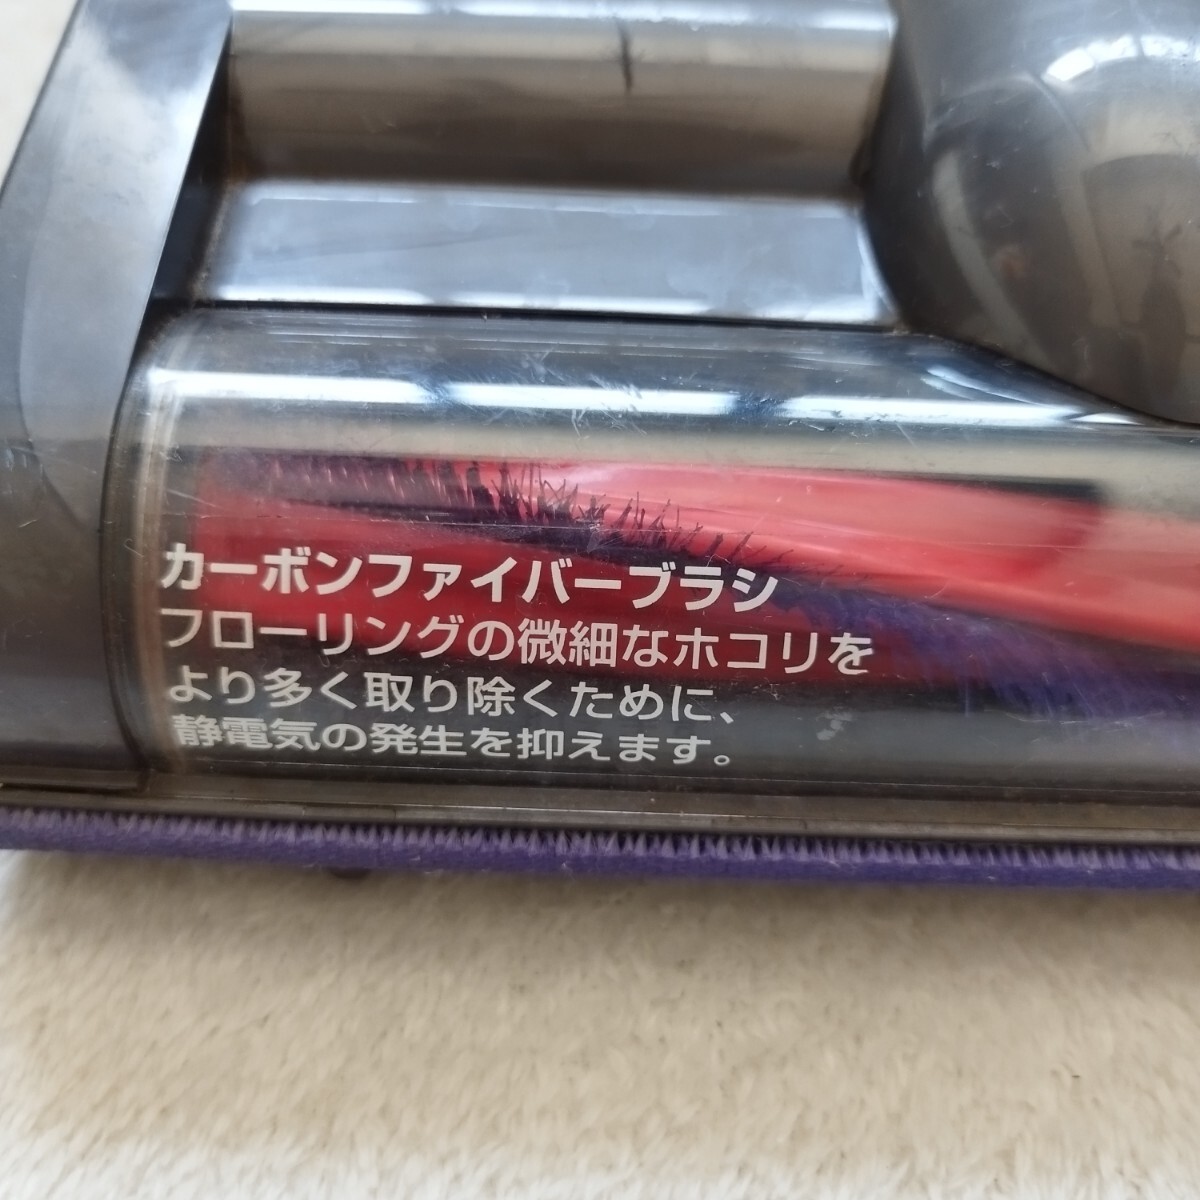 カーボンファイバーブラシ
フローリングの微細なホコリを
より多く取り除くために、
静電気の発生を抑えます。